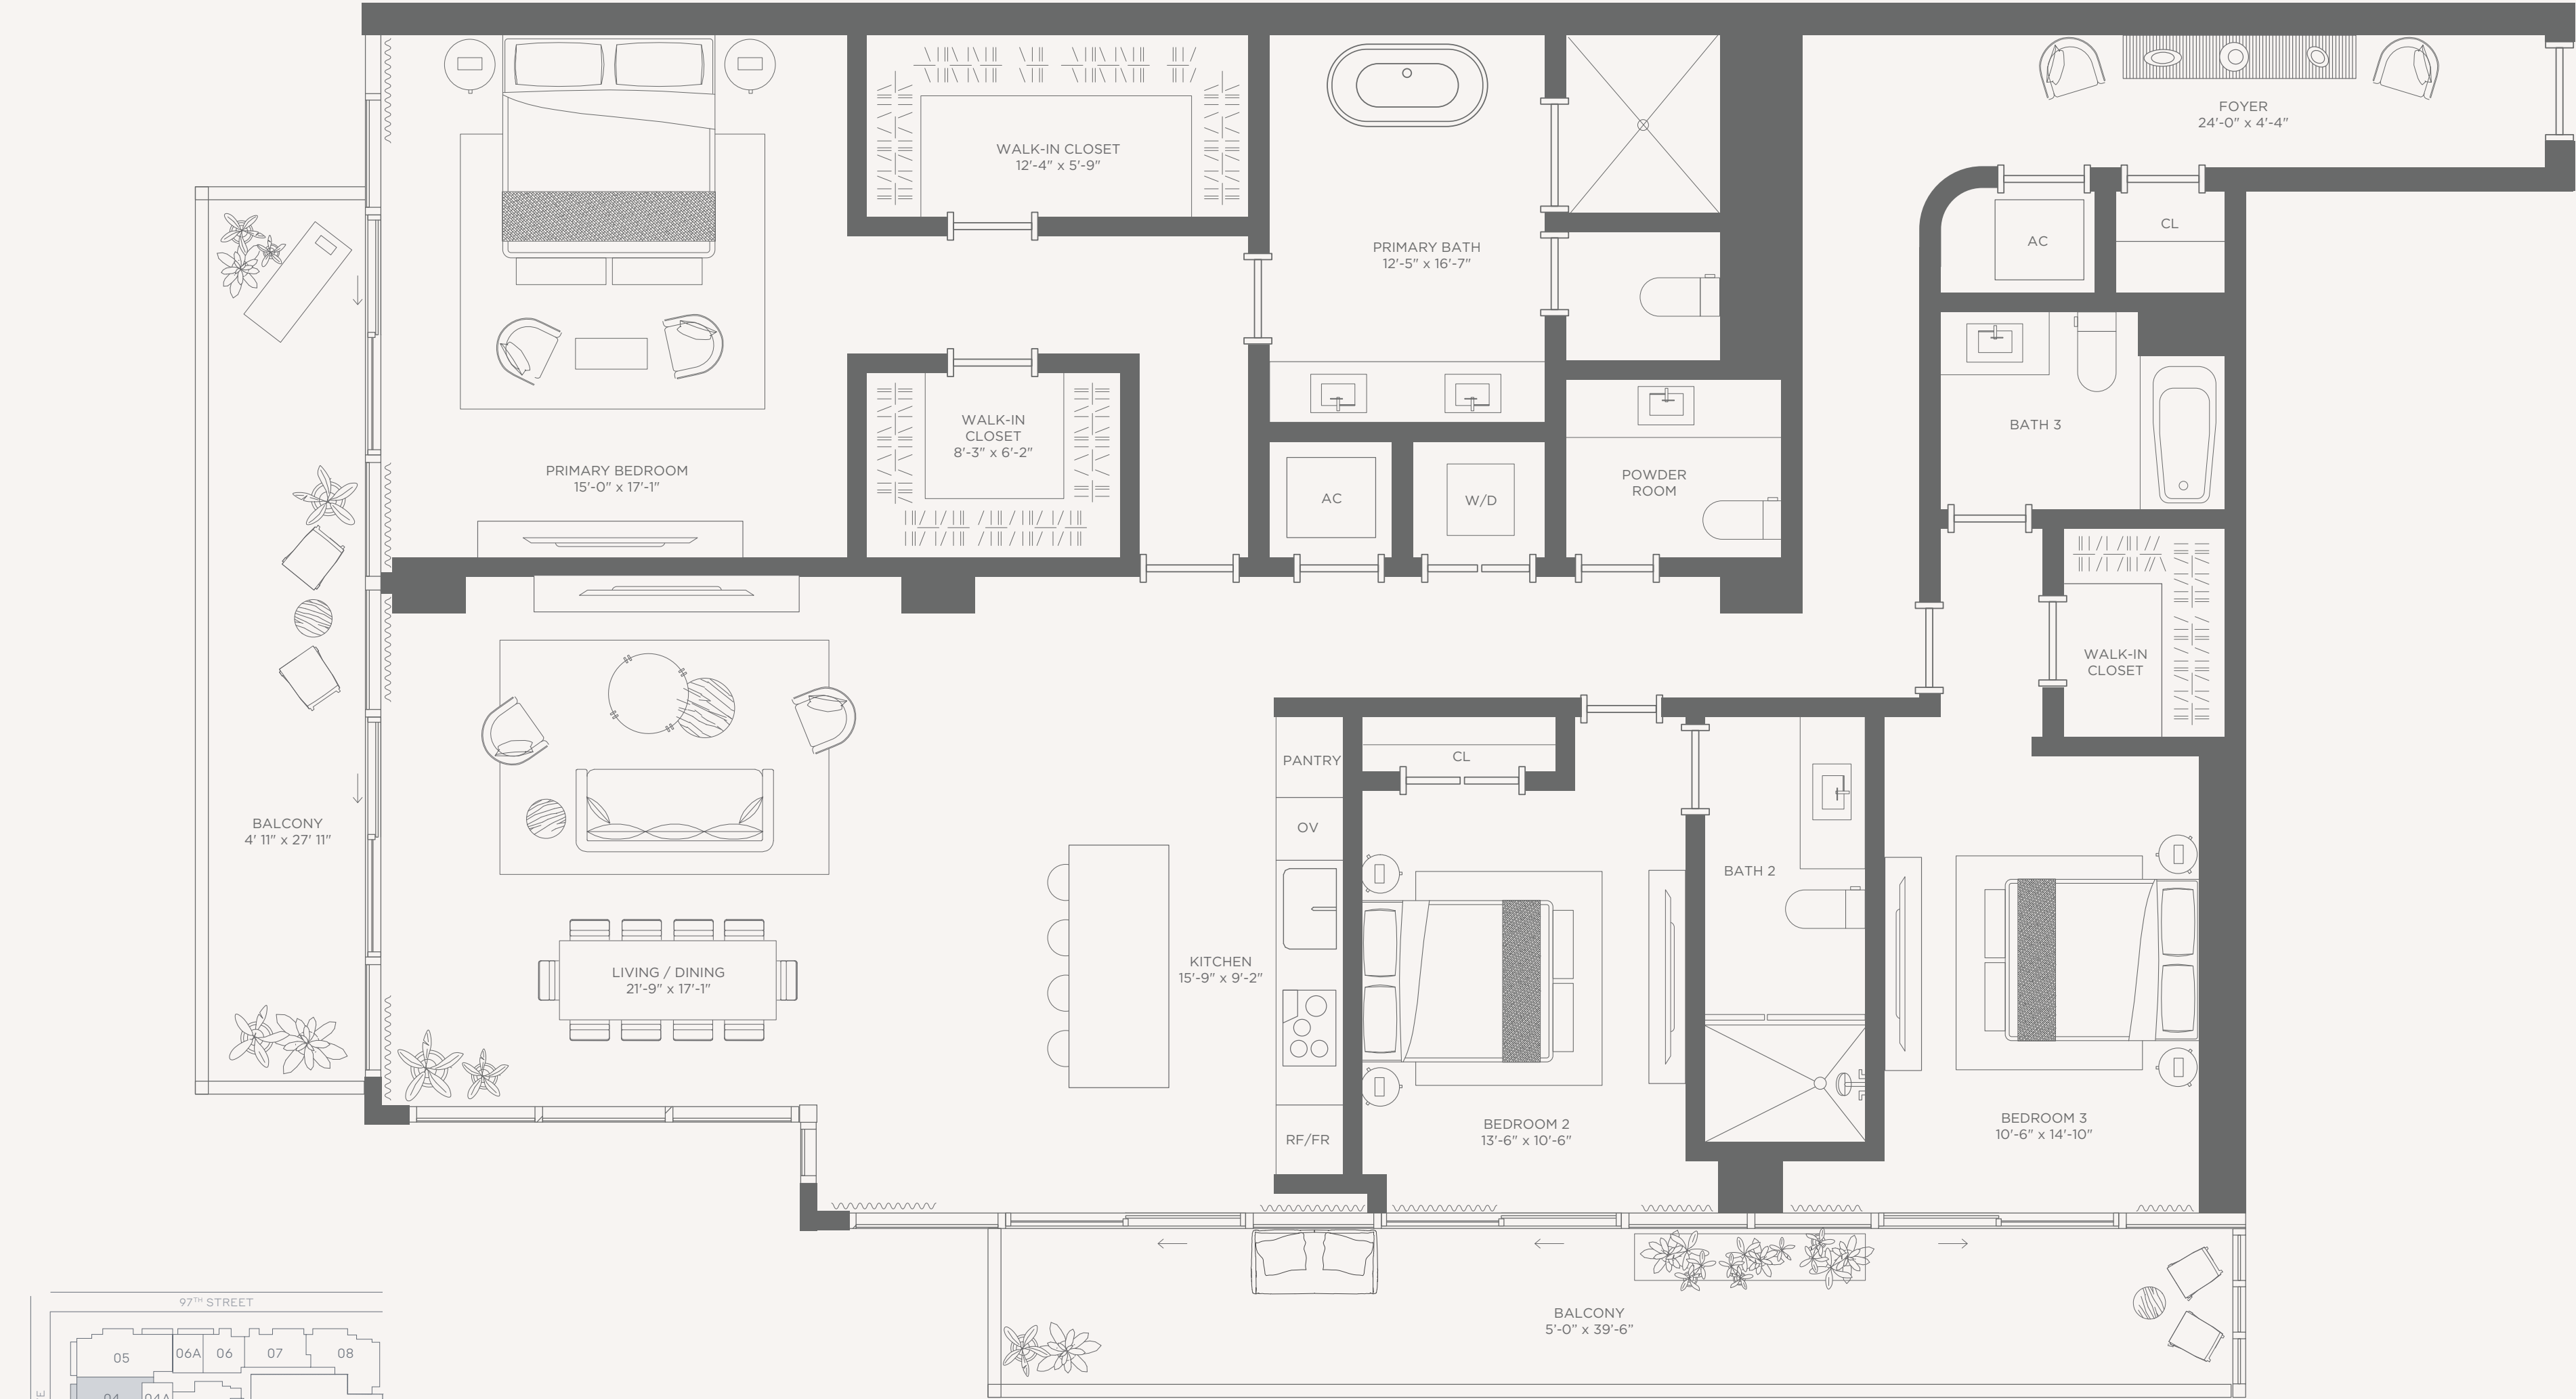 FOYER
24'-0" x 4'-4"
WALK-IN CLOSET
12'-4" x 5'-9"
PRIMARY BATH
12'-5" x 16'-7"
AC
CL
WALK-IN
CLOSET
8'-3" x 6'-2"
BATH 3
PRIMARY BEDROOM
15'-0" x 17'-1"
AC
W/D
POWDER
ROOM
WALK-IN
CLOSET
PANTRY
CL
BALCONY
4' 11" x 27' 11"
OV
BATH 2
LIVING / DINING
21'-9" x 17'-1"
KITCHEN
15'-9" x 9'-2"
RF/FR
BEDROOM 2
13'-6" x 10'-6"
BEDROOM 3
10'-6" x 14'-10"
BALCONY
5'-0" x 39'-6"
97TH STREET
05
06A
06
07
08
04
04A